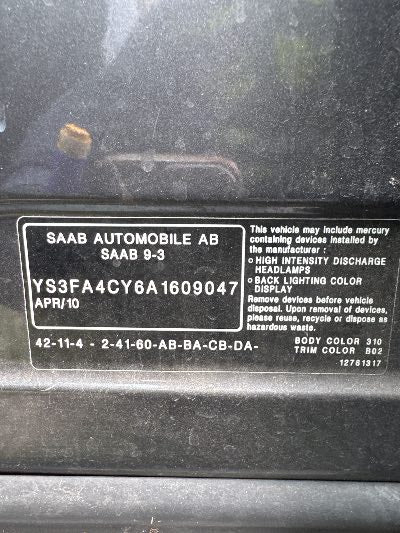 SAAB AUTOMOBILE AB
SAAB 9-3
YS3FA4CY6A1609047
APR/10
42-11-4 - 2-41-60-AB-BA-CB-DA-
This vehicle may include mercury
containing devices installed by
the manufacturer :
o HIGH INTENSITY DISCHARGE
HEADLAMPS
o BACK LIGHTING COLOR
DISPLAY
Remove devices before vehicle
disposal. Upon removal of devices,
please reuse, recycle or dispose as
hazardous waste.
BODY COLOR 310
TRIM COLOR B02
12761317